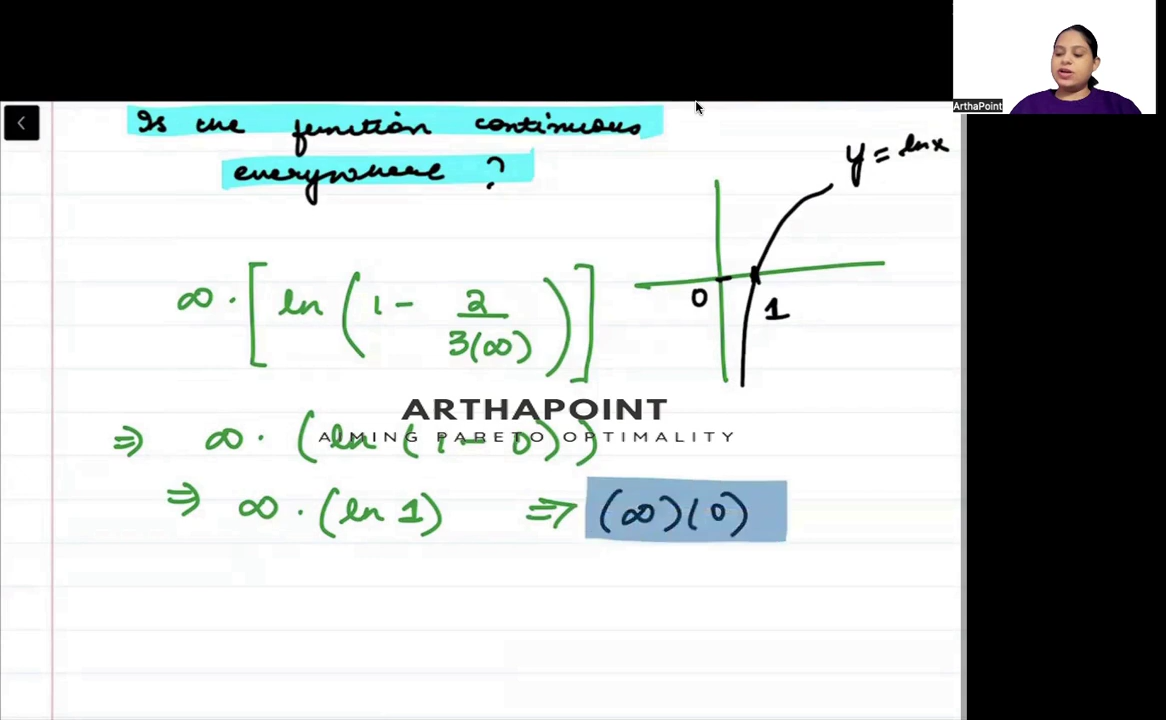 ArthaPoint
Is the function continuous
everywhere ?
y = ln x
∞ · [ ln ( 1 - 2 / 3(∞) ) ]
0
1
ARTHAPOINT
AIMING PARETO OPTIMALITY
⇒ ∞ · ( ln ( 1 - 0 ) )
⇒ ∞ · ( ln 1 ) ⇒ (∞)(0)